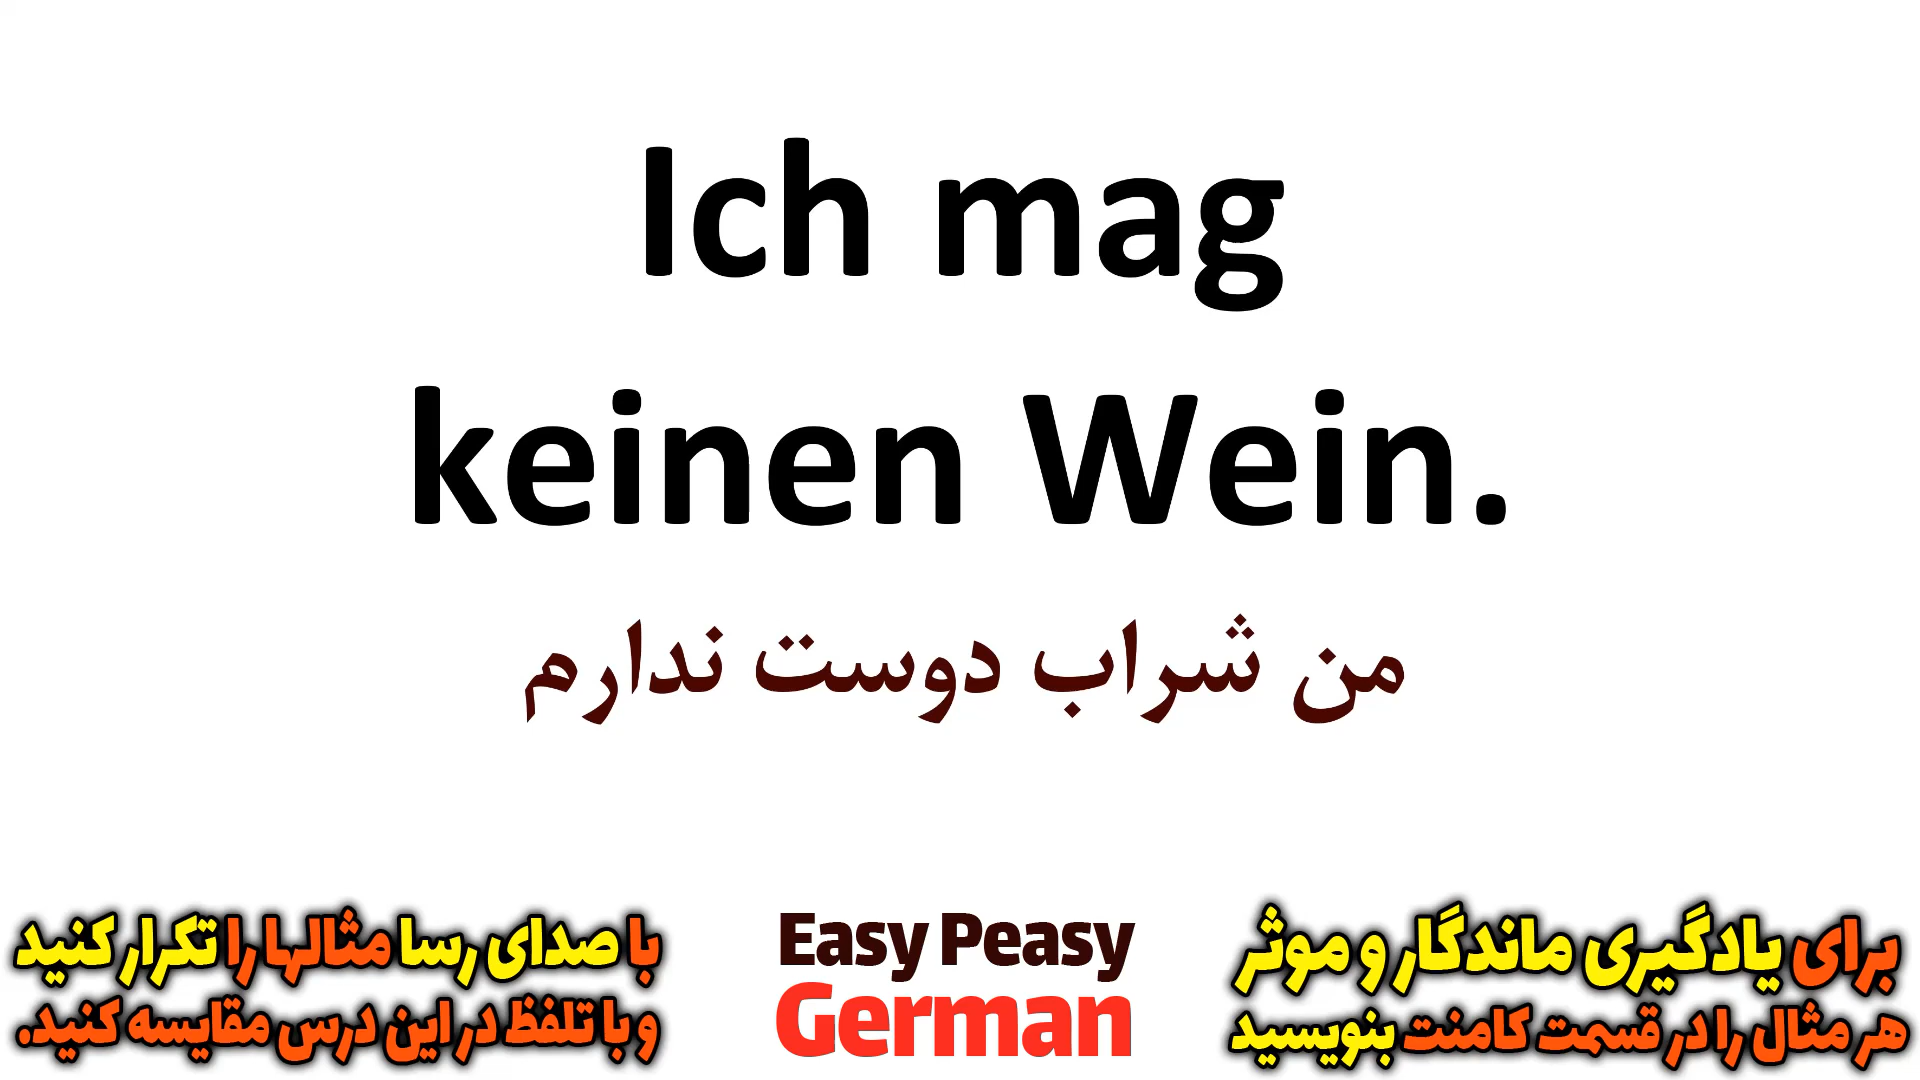 Ich mag
keinen Wein.
من شراب دوست ندارم
برای یادگیری ماندگار و موثر
هر مثال را در قسمت کامنت بنویسید
Easy Peasy
German
با صدای رسا مثالها را تکرار کنید
و با تلفظ در این درس مقایسه کنید.